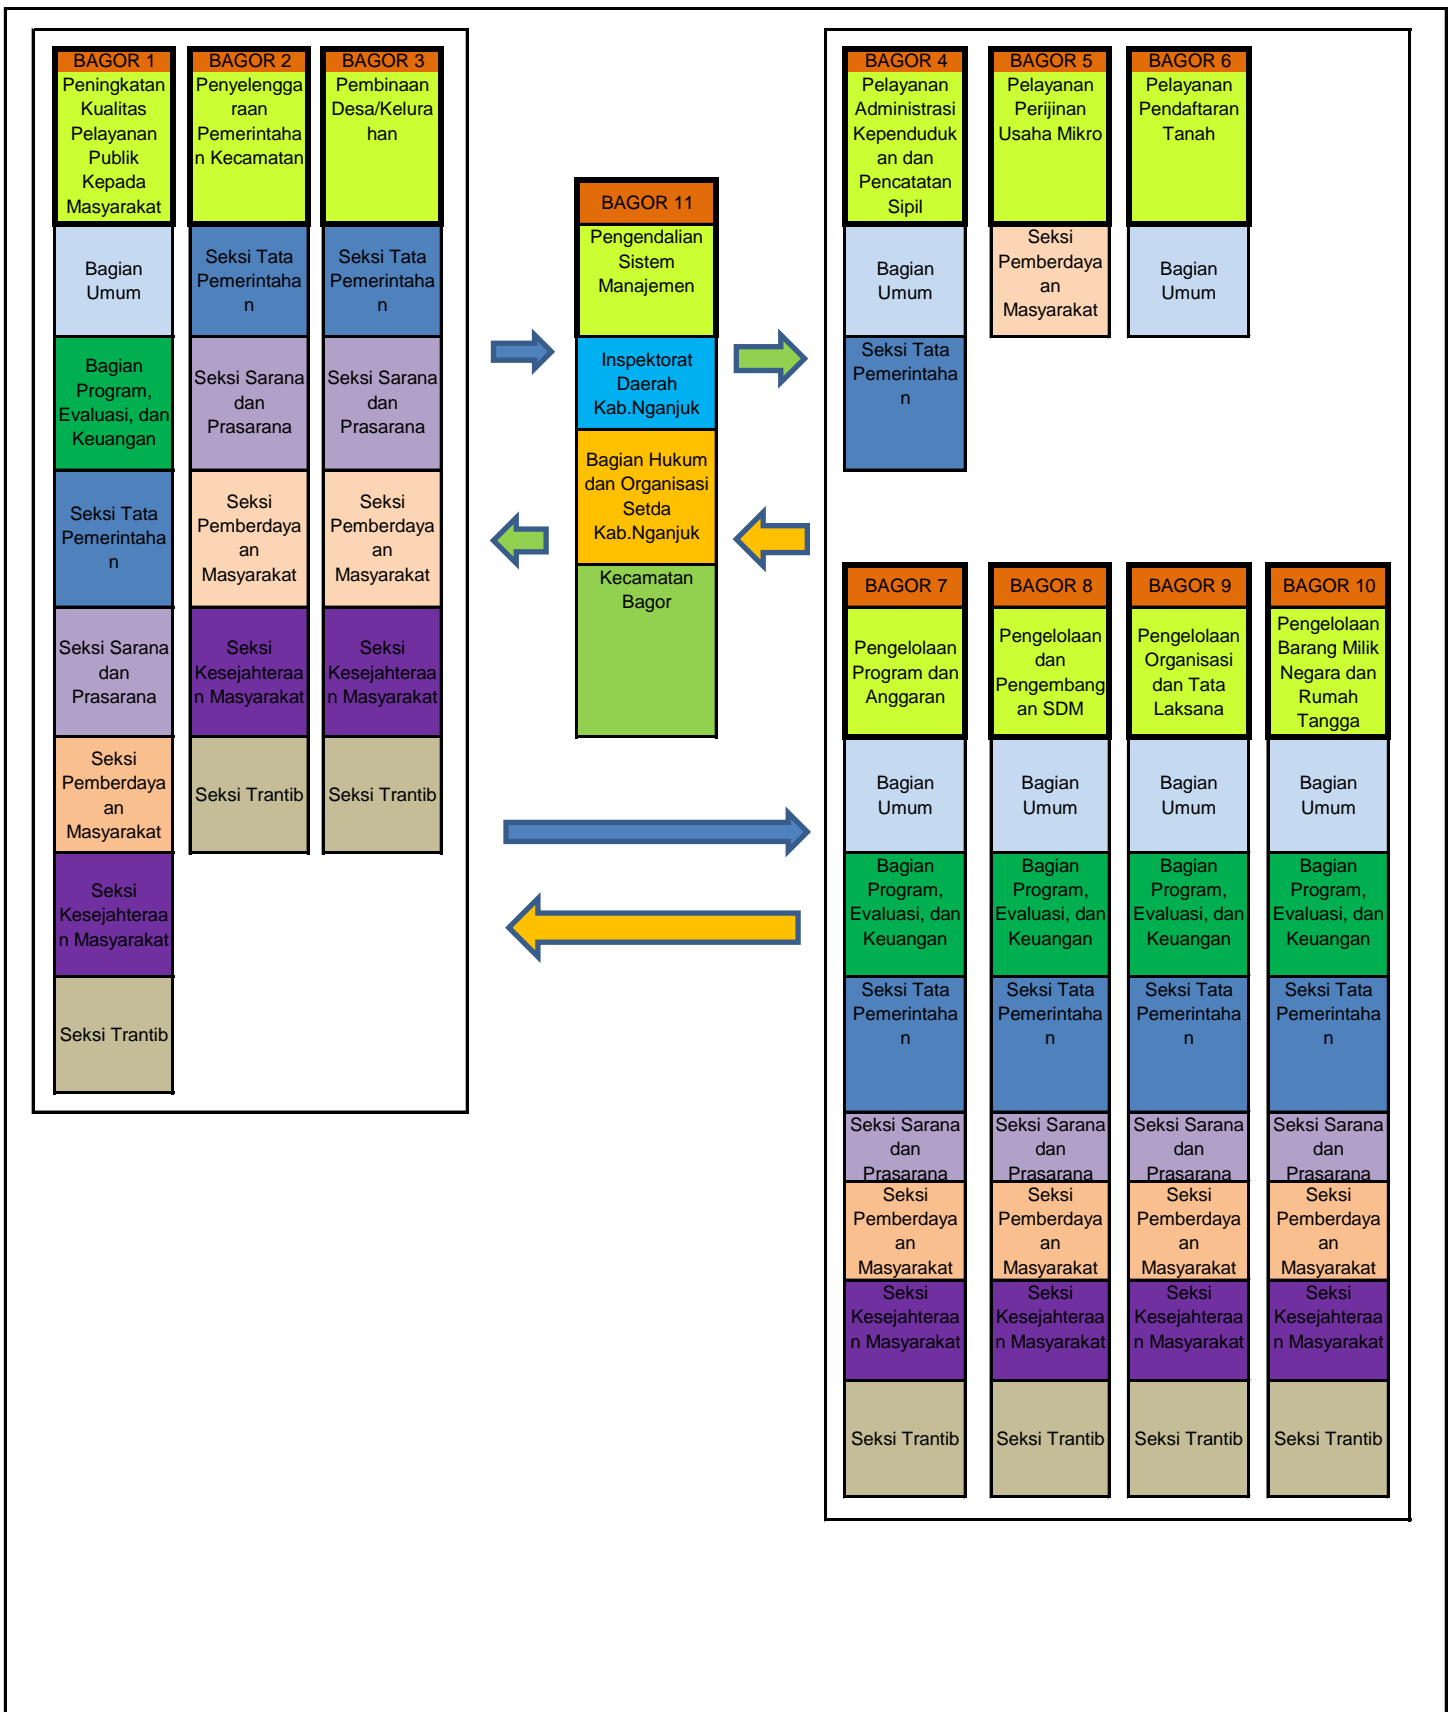 BAGOR 1
Peningkatan
Kualitas
Pelayanan
Publik
Kepada
Masyarakat
Bagian
Umum
Bagian
Program,
Evaluasi, dan
Keuangan
Seksi Tata
Pemerintaha
n
Seksi Sarana
dan
Prasarana
Seksi
Pemberdaya
an
Masyarakat
Seksi
Kesejahteraa
n Masyarakat
Seksi Trantib
BAGOR 2
Penyelengga
raan
Pemerintaha
n Kecamatan
Seksi Tata
Pemerintaha
n
Seksi Sarana
dan
Prasarana
Seksi
Pemberdaya
an
Masyarakat
Seksi
Kesejahteraa
n Masyarakat
Seksi Trantib
BAGOR 3
Pembinaan
Desa/Kelura
han
Seksi Tata
Pemerintaha
n
Seksi Sarana
dan
Prasarana
Seksi
Pemberdaya
an
Masyarakat
Seksi
Kesejahteraa
n Masyarakat
Seksi Trantib
BAGOR 11
Pengendalian
Sistem
Manajemen
Inspektorat
Daerah
Kab.Nganjuk
Bagian Hukum
dan Organisasi
Setda
Kab.Nganjuk
Kecamatan
Bagor
BAGOR 4
Pelayanan
Administrasi
Kependuduk
an dan
Pencatatan
Sipil
Bagian
Umum
Seksi Tata
Pemerintaha
n
BAGOR 5
Pelayanan
Perijinan
Usaha Mikro
Seksi
Pemberdaya
an
Masyarakat
BAGOR 6
Pelayanan
Pendaftaran
Tanah
Bagian
Umum
BAGOR 7
Pengelolaan
Program dan
Anggaran
Bagian
Umum
Bagian
Program,
Evaluasi, dan
Keuangan
Seksi Tata
Pemerintaha
n
Seksi Sarana
dan
Prasarana
Seksi
Pemberdaya
an
Masyarakat
Seksi
Kesejahteraa
n Masyarakat
Seksi Trantib
BAGOR 8
Pengelolaan
dan
Pengembang
an SDM
Bagian
Umum
Bagian
Program,
Evaluasi, dan
Keuangan
Seksi Tata
Pemerintaha
n
Seksi Sarana
dan
Prasarana
Seksi
Pemberdaya
an
Masyarakat
Seksi
Kesejahteraa
n Masyarakat
Seksi Trantib
BAGOR 9
Pengelolaan
Organisasi
dan Tata
Laksana
Bagian
Umum
Bagian
Program,
Evaluasi, dan
Keuangan
Seksi Tata
Pemerintaha
n
Seksi Sarana
dan
Prasarana
Seksi
Pemberdaya
an
Masyarakat
Seksi
Kesejahteraa
n Masyarakat
Seksi Trantib
BAGOR 10
Pengelolaan
Barang Milik
Negara dan
Rumah
Tangga
Bagian
Umum
Bagian
Program,
Evaluasi, dan
Keuangan
Seksi Tata
Pemerintaha
n
Seksi Sarana
dan
Prasarana
Seksi
Pemberdaya
an
Masyarakat
Seksi
Kesejahteraa
n Masyarakat
Seksi Trantib